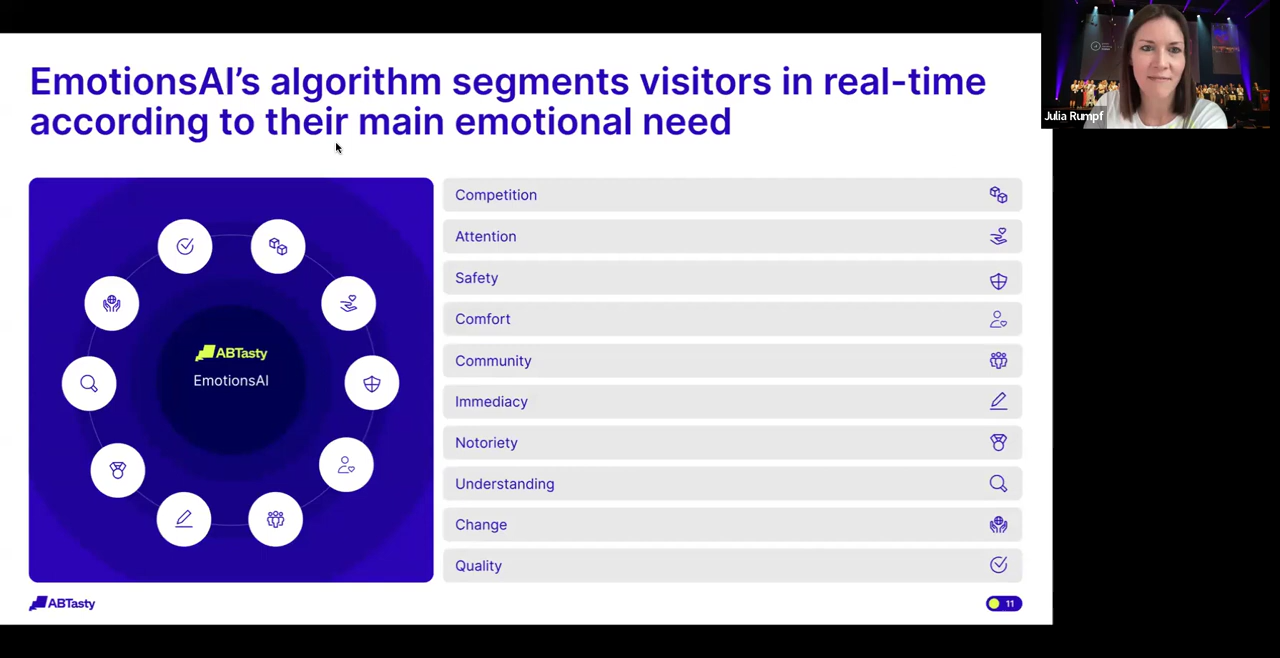 EmotionsAI's algorithm segments visitors in real-time
according to their main emotional need
Julia Rumpf
ABTasty
EmotionsAI
Competition
Attention
Safety
Comfort
Community
Immediacy
Notoriety
Understanding
Change
Quality
ABTasty
11